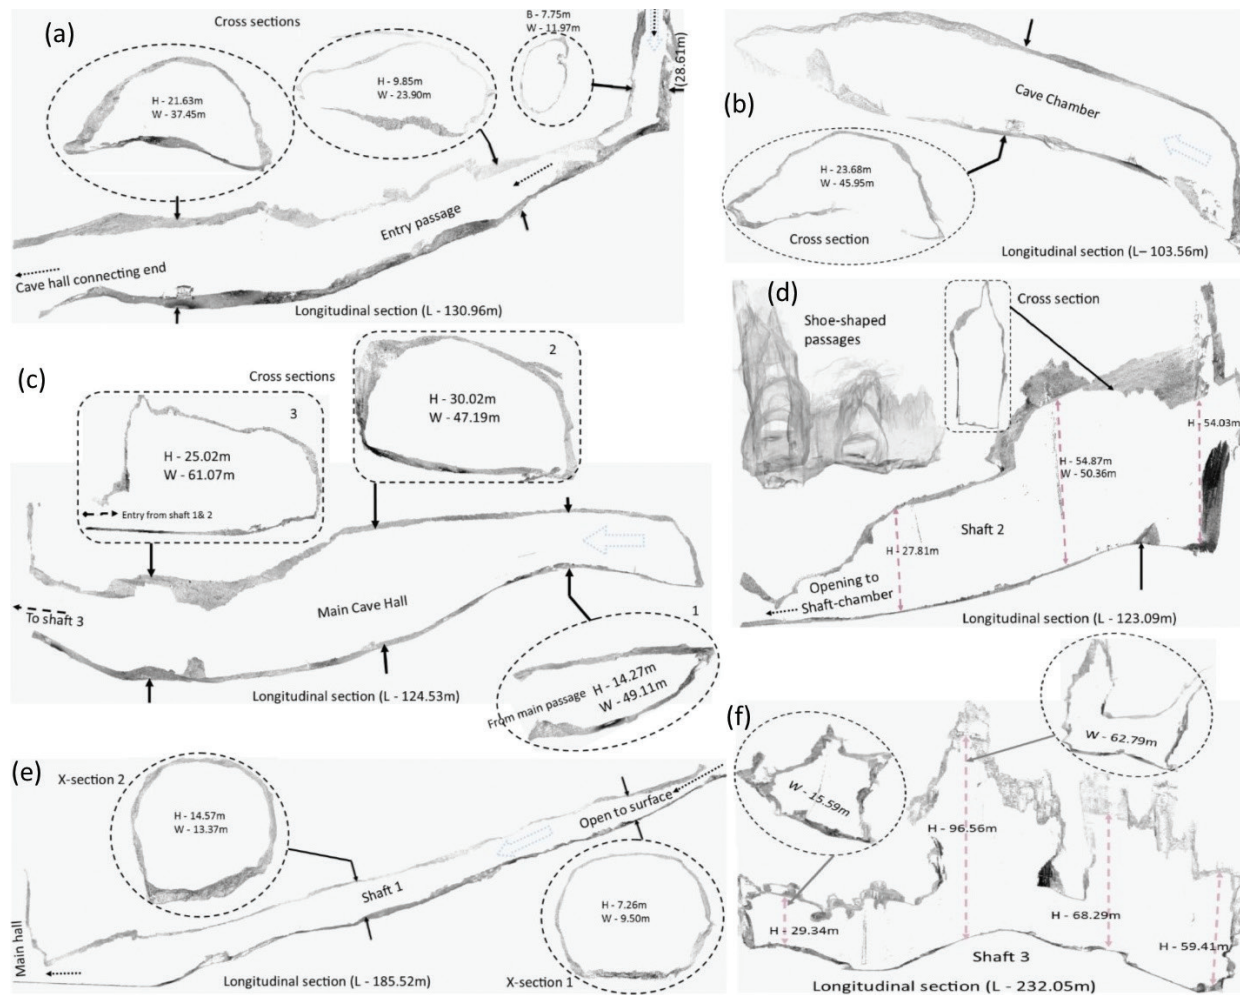 (a)
Cross sections
B - 7.75m
W - 11.97m
(28.61m)
H - 9.85m
W - 23.90m
H - 21.63m
W - 37.45m
Entry passage
Cave hall connecting end
Longitudinal section (L - 130.96m)
(b)
Cave Chamber
H - 23.68m
W - 45.95m
Cross section
Longitudinal section (L– 103.56m)
(c)
Cross sections
3
H - 25.02m
W - 61.07m
Entry from shaft 1& 2
2
H - 30.02m
W - 47.19m
Main Cave Hall
To shaft 3
1
From main passage
H - 14.27m
W - 49.11m
Longitudinal section (L - 124.53m)
(d)
Shoe-shaped
passages
Cross section
H - 54.03m
H - 54.87m
W - 50.36m
Shaft 2
H - 27.81m
Opening to
Shaft-chamber
Longitudinal section (L - 123.09m)
(e)
X-section 2
H - 14.57m
W - 13.37m
Open to surface
Shaft 1
H - 7.26m
W - 9.50m
X-section 1
Main hall
Longitudinal section (L - 185.52m)
(f)
W - 62.79m
W - 15.59m
H - 96.56m
H - 68.29m
H - 29.34m
H - 59.41m
Shaft 3
Longitudinal section (L - 232.05m)